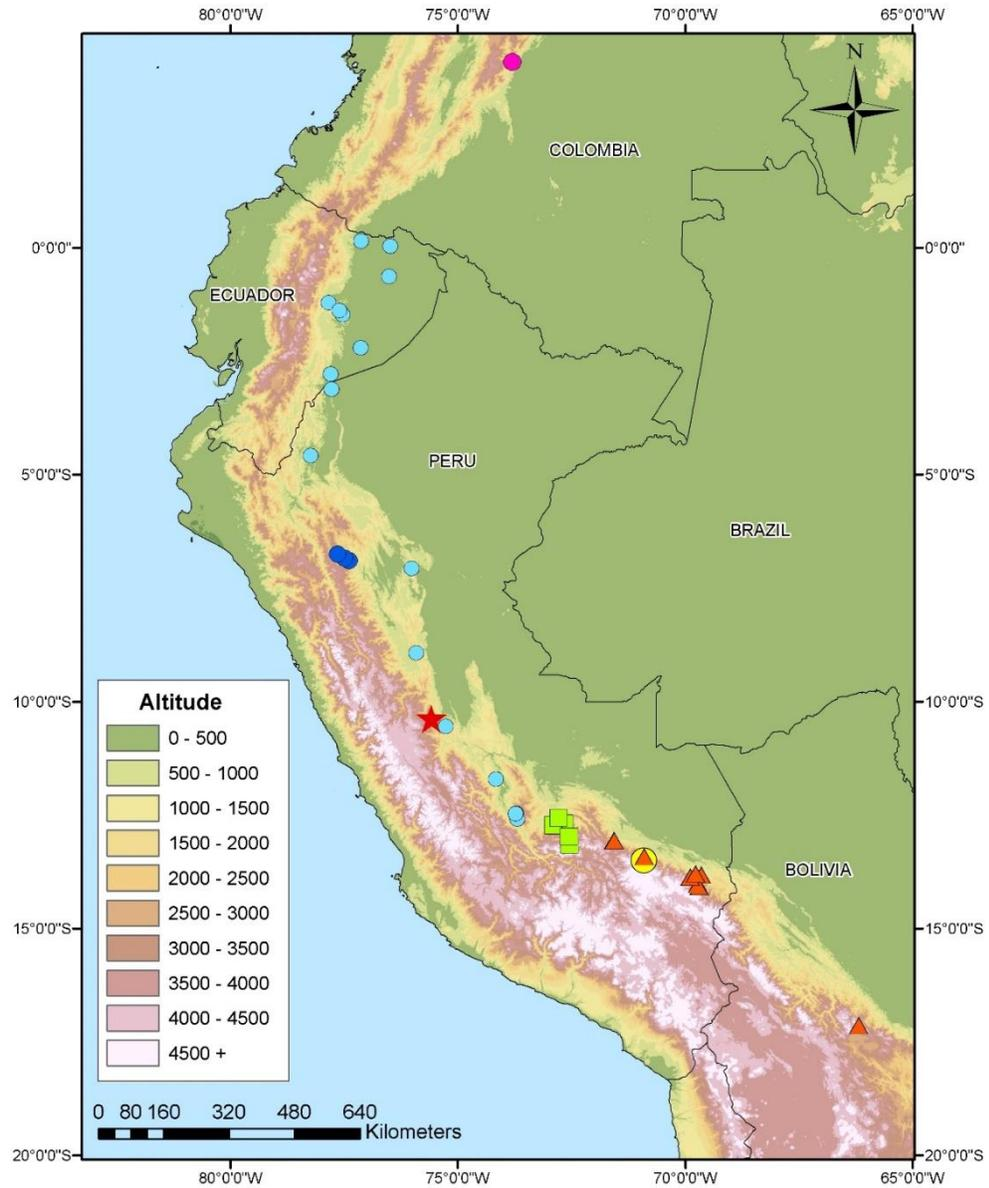 80°0'0"W 75°0'0"W 70°0'0"W 65°0'0"W
N
COLOMBIA
0°0'0" 0°0'0"
ECUADOR
PERU
5°0'0"S 5°0'0"S
BRAZIL
10°0'0"S 10°0'0"S
Altitude
0 - 500
500 - 1000
1000 - 1500
1500 - 2000
2000 - 2500
2500 - 3000
3000 - 3500
3500 - 4000
4000 - 4500
4500 +
BOLIVIA
15°0'0"S 15°0'0"S
0 80 160 320 480 640
Kilometers
20°0'0"S 20°0'0"S
80°0'0"W 75°0'0"W 70°0'0"W 65°0'0"W